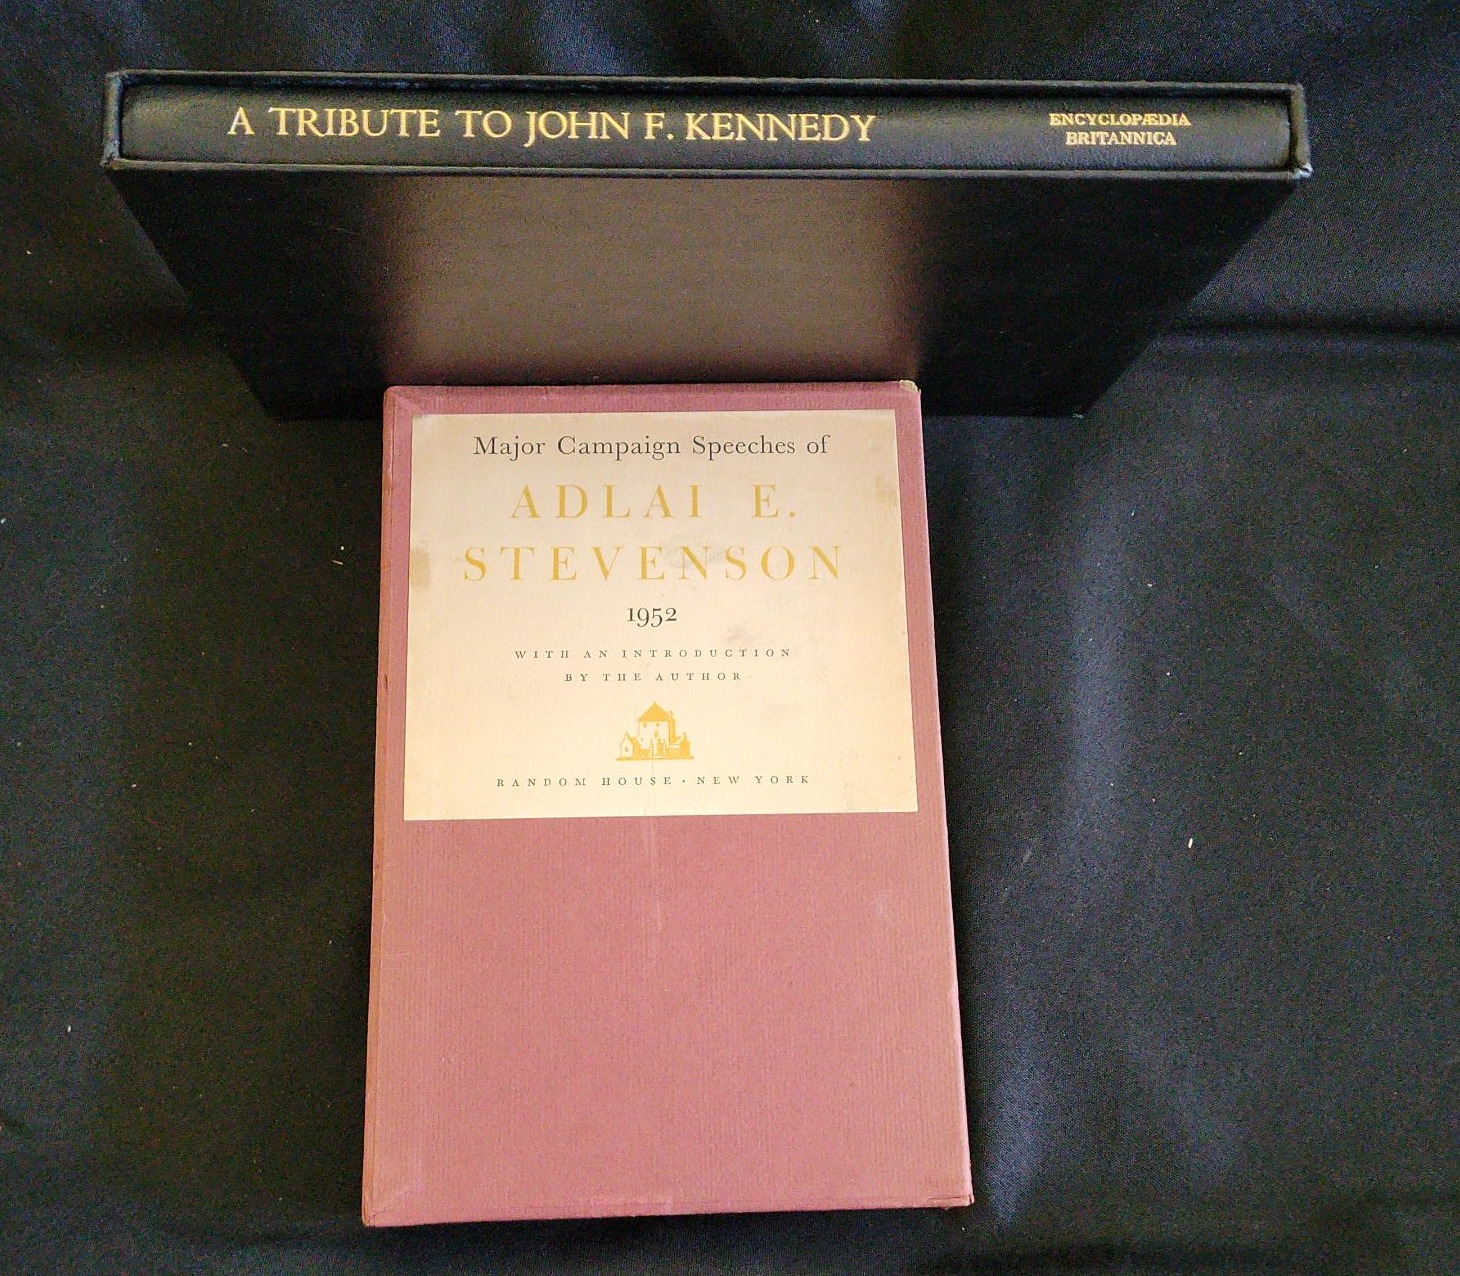 A TRIBUTE TO JOHN F. KENNEDY
ENCYCLOPÆDIA
BRITANNICA
Major Campaign Speeches of
ADLAI E.
STEVENSON
1952
WITH AN INTRODUCTION
BY THE AUTHOR
RANDOM HOUSE · NEW YORK